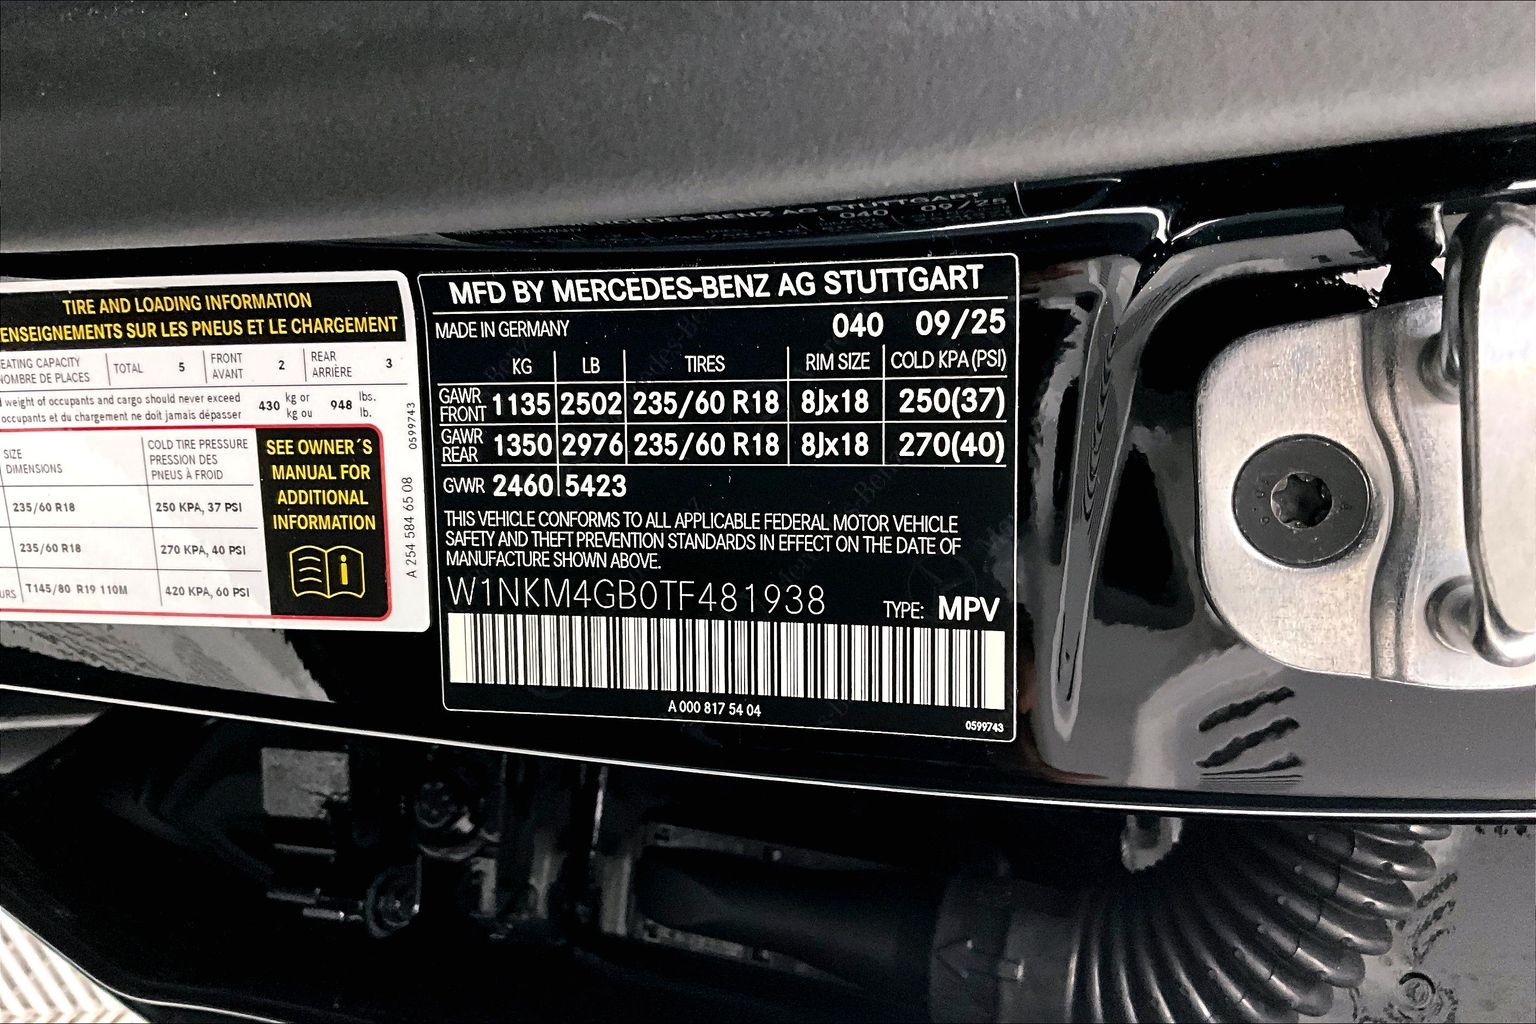 TIRE AND LOADING INFORMATION
ENSEIGNEMENTS SUR LES PNEUS ET LE CHARGEMENT
EATING CAPACITY
NOMBRE DE PLACES
TOTAL 5
FRONT
AVANT
2
REAR
ARRIÈRE
3
weight of occupants and cargo should never exceed
occupants et du chargement ne doit jamais dépasser
430 kg or
kg ou
948 lbs.
lb.
SIZE
DIMENSIONS
COLD TIRE PRESSURE
PRESSION DES
PNEUS À FROID
235/60 R18 250 KPA, 37 PSI
235/60 R18 270 KPA, 40 PSI
URS T145/80 R19 110M 420 KPA, 60 PSI
SEE OWNER´S
MANUAL FOR
ADDITIONAL
INFORMATION
A 254 584 65 08 0599743
MFD BY MERCEDES-BENZ AG STUTTGART
MADE IN GERMANY 040 09/25
KG LB TIRES RIM SIZE COLD KPA(PSI)
GAWR
FRONT
1135 2502 235/60 R18 8Jx18 250(37)
GAWR
REAR
1350 2976 235/60 R18 8Jx18 270(40)
GVWR 2460 5423
THIS VEHICLE CONFORMS TO ALL APPLICABLE FEDERAL MOTOR VEHICLE
SAFETY AND THEFT PREVENTION STANDARDS IN EFFECT ON THE DATE OF
MANUFACTURE SHOWN ABOVE.
W1NKM4GB0TF481938 TYPE: MPV
A 000 817 54 04
0599743